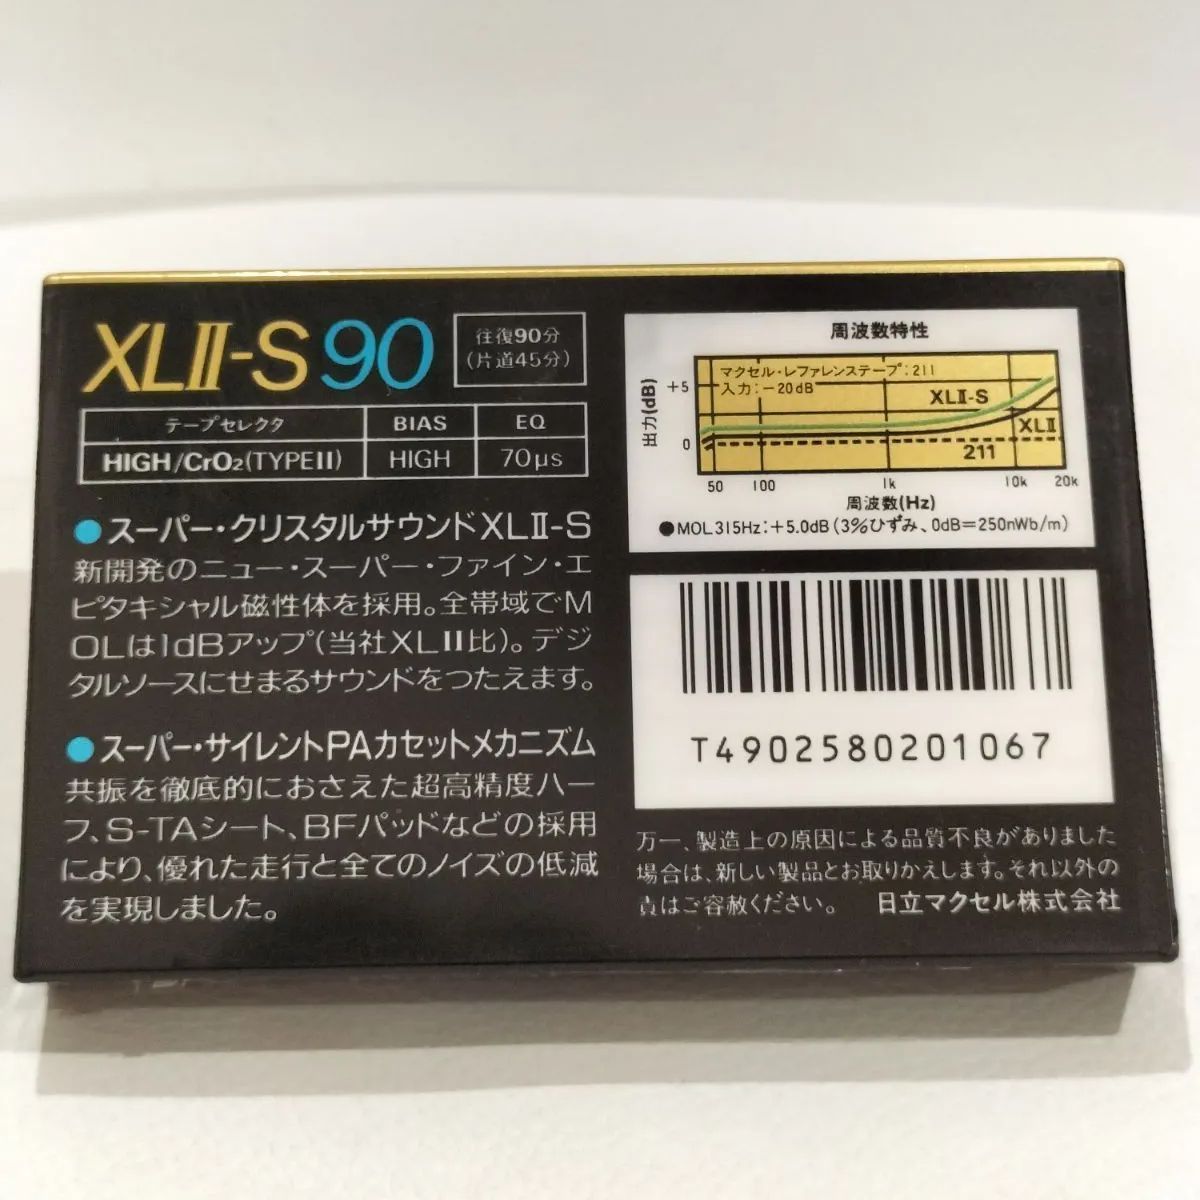 XLⅡ-S 90
往復90分
(片道45分)
テープセレクタ BIAS EQ
HIGH/CrO2(TYPEⅡ) HIGH 70μs
●スーパー・クリスタルサウンドXLⅡ-S
新開発のニュー・スーパー・ファイン・エ
ピタキシャル磁性体を採用。全帯域でM
OLは1dBアップ(当社XLⅡ比)。デジ
タルソースにせまるサウンドをつたえます。
●スーパー・サイレントPAカセットメカニズム
共振を徹底的におさえた超高精度ハー
フ、S-TAシート、BFパッドなどの採用
により、優れた走行と全てのノイズの低減
を実現しました。
周波数特性
マクセル・レファレンステープ:211
入力:-20dB
出力(dB)
+5
0
XLⅡ-S
XLⅡ
211
50 100 1k 10k 20k
周波数(Hz)
●MOL315Hz:+5.0dB(3%ひずみ、0dB=250nWb/m)
T4902580201067
万一、製造上の原因による品質不良がありました
場合は、新しい製品とお取りかえします。それ以外の
責はご容赦ください。 日立マクセル株式会社